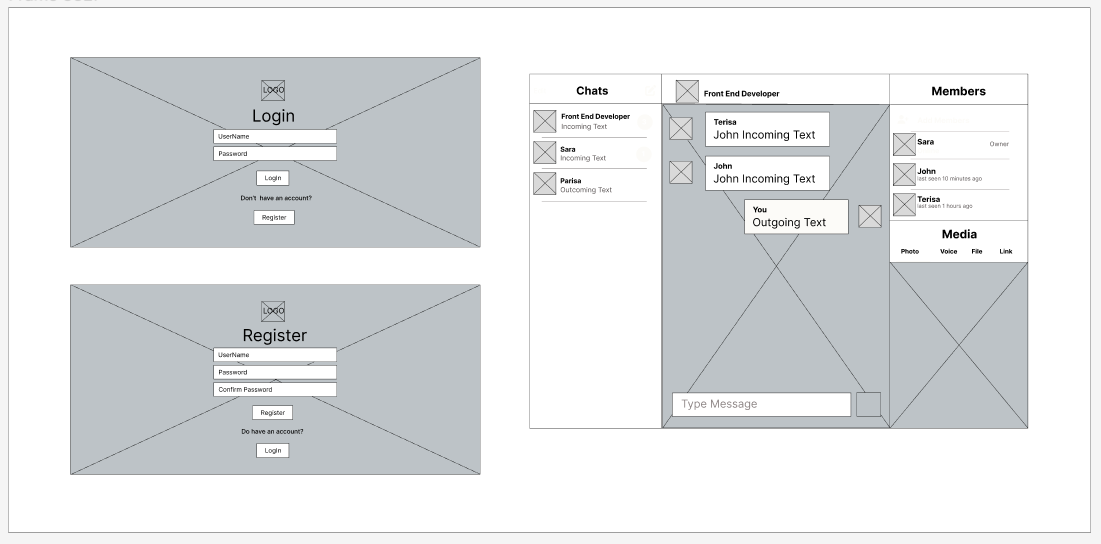 LOGO
Login
UserName
Password
LogIn
Don't have an account?
Register
LOGO
Register
UserName
Password
Confirm Password
Register
Do have an account?
LogIn
Chats
Front End Developer
Incoming Text
Sara
Incoming Text
Parisa
Outcoming Text
Front End Developer
Terisa
John Incoming Text
John
John Incoming Text
You
Outgoing Text
Type Message
Members
Sara
Owner
John
last seen 10 minutes ago
Terisa
last seen 1 hours ago
Media
Photo Voice File Link